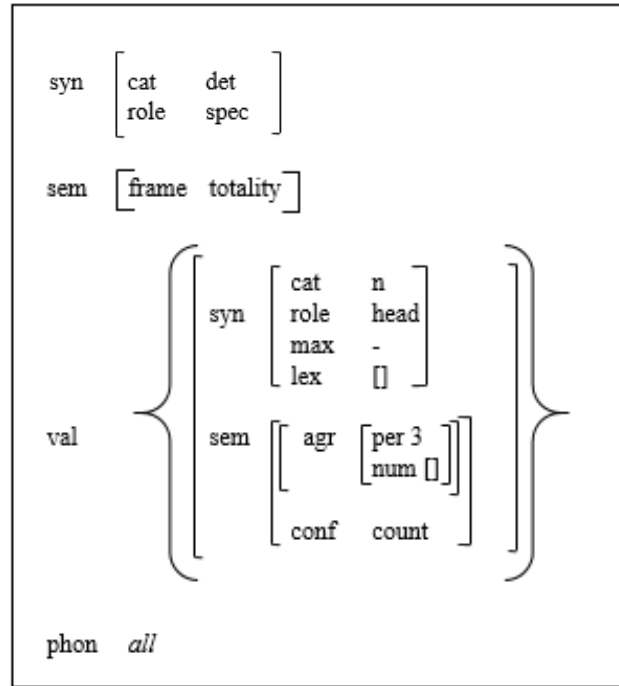 syn cat det
role spec
sem frame totality
cat n
syn role head
max -
lex []
val sem agr per 3
num []
conf count
phon all